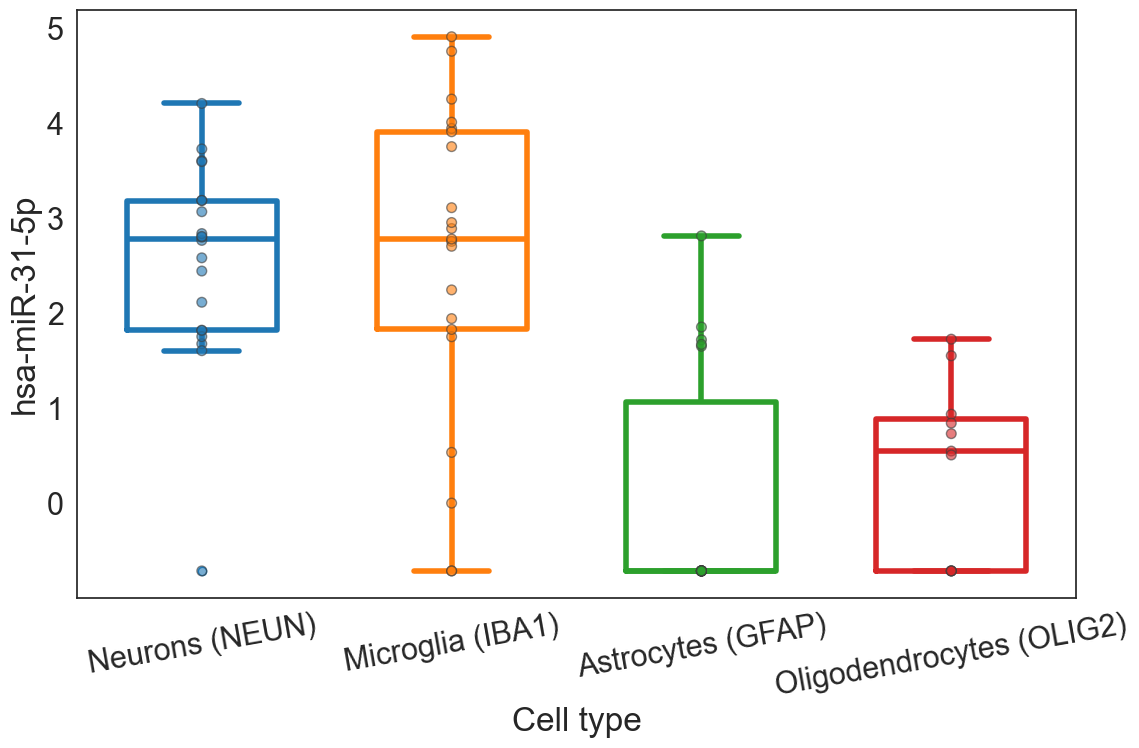 hsa-miR-31-5p
5
4
3
2
1
0
Neurons (NEUN)
Microglia (IBA1)
Astrocytes (GFAP)
Oligodendrocytes (OLIG2)
Cell type